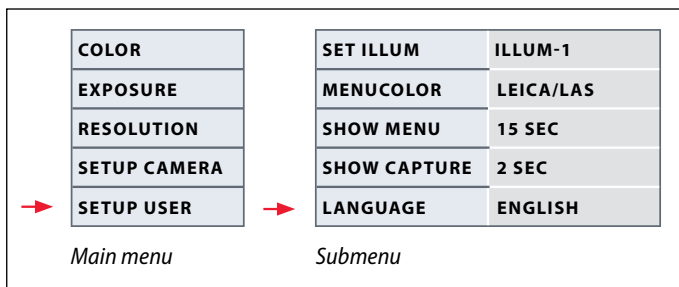 COLOR
EXPOSURE
RESOLUTION
SETUP CAMERA
SETUP USER
Main menu
SET ILLUM ILLUM-1
MENUCOLOR LEICA/LAS
SHOW MENU 15 SEC
SHOW CAPTURE 2 SEC
LANGUAGE ENGLISH
Submenu